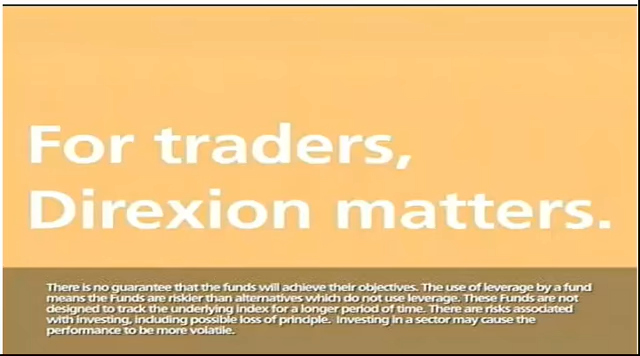 For traders,
Direxion matters.
There is no guarantee that the funds will achieve their objectives. The use of leverage by a fund
means the Funds are riskier than alternatives which do not use leverage. These Funds are not
designed to track the underlying index for a longer period of time. There are risks associated
with investing, including possible loss of principle. Investing in a sector may cause the
performance to be more volatile.